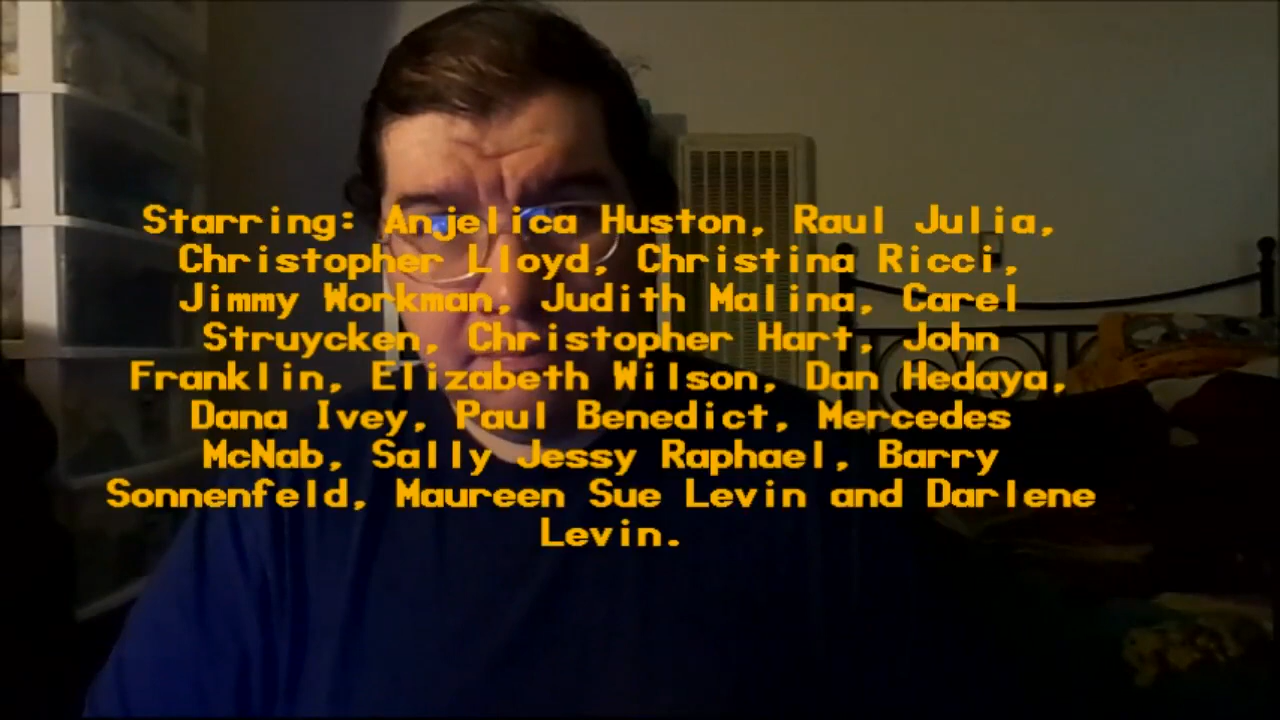 Starring: Anjelica Huston, Raul Julia,
Christopher Lloyd, Christina Ricci,
Jimmy Workman, Judith Malina, Carel
Struycken, Christopher Hart, John
Franklin, Elizabeth Wilson, Dan Hedaya,
Dana Ivey, Paul Benedict, Mercedes
McNab, Sally Jessy Raphael, Barry
Sonnenfeld, Maureen Sue Levin and Darlene
Levin.